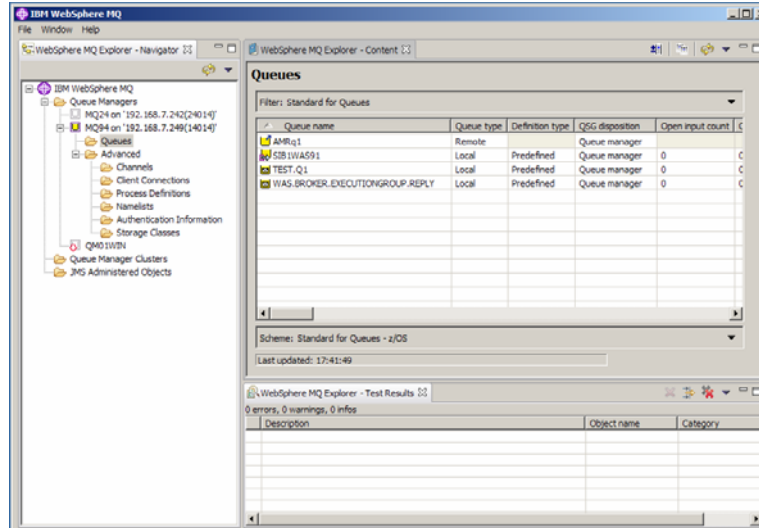 IBM WebSphere MQ
File Window Help
WebSphere MQ Explorer - Navigator
IBM WebSphere MQ
Queue Managers
MQ24 on '192.168.7.242(24014)'
MQ94 on '192.168.7.249(14014)'
Queues
Advanced
Channels
Client Connections
Process Definitions
Namelists
Authentication Information
Storage Classes
QM01WIN
Queue Manager Clusters
JMS Administered Objects
WebSphere MQ Explorer - Content
Queues
Filter: Standard for Queues
Queue name Queue type Definition type QSG disposition Open input count
AMRq1 Remote Queue manager
SIB1WAS91 Local Predefined Queue manager 0
TEST.Q1 Local Predefined Queue manager 0
WAS.BROKER.EXECUTIONGROUP.REPLY Local Predefined Queue manager 0
Scheme: Standard for Queues - z/OS
Last updated: 17:41:49
WebSphere MQ Explorer - Test Results
0 errors, 0 warnings, 0 infos
Description Object name Category